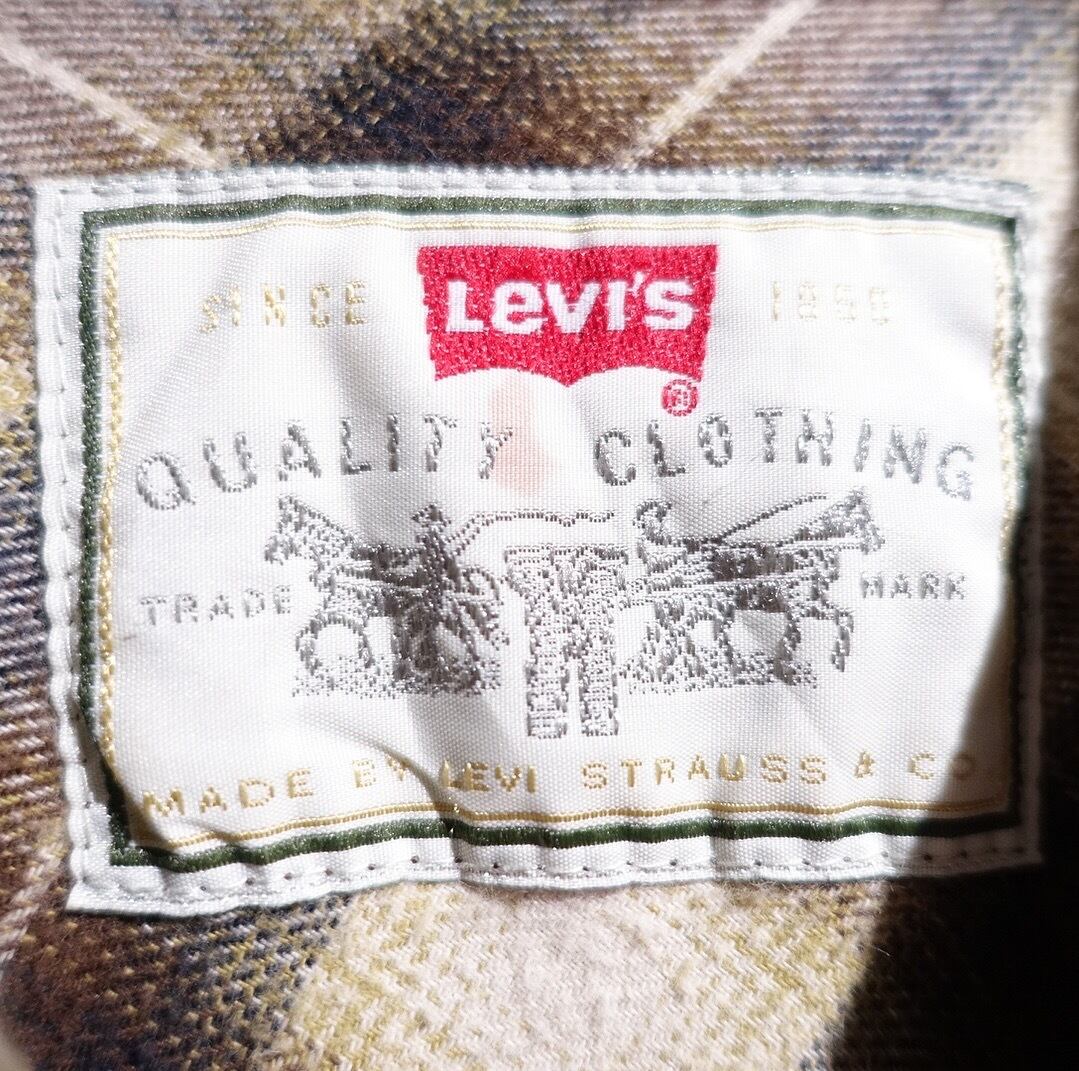 SINCE LEVI'S ® 1850
QUALITY CLOTHING
TRADE MARK
MADE BY LEVI STRAUSS & CO